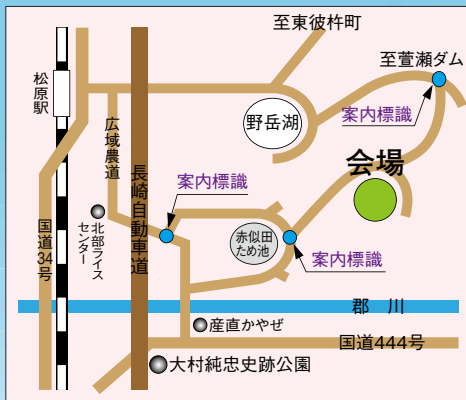 至東彼杵町
至萱瀬ダム
松原駅
案内標識
野岳湖
広域農道
長崎自動車道
会場
案内標識
国道34号
北部ライス
センター
赤似田
ため池
案内標識
郡川
産直かやぜ
国道444号
大村純忠史跡公園